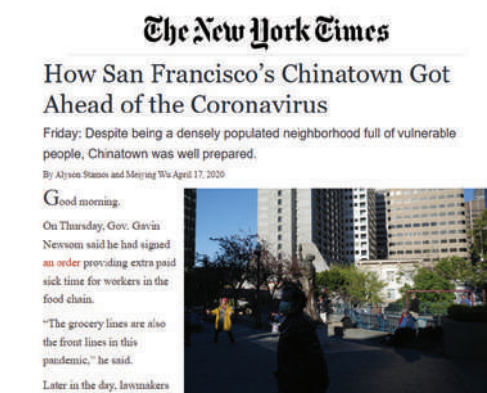 The New York Times
How San Francisco's Chinatown Got
Ahead of the Coronavirus
Friday: Despite being a densely populated neighborhood full of vulnerable
people, Chinatown was well prepared.
By Alyson Stamos and Meiying Wu April 17, 2020
Good morning.
On Thursday, Gov. Gavin
Newsom said he had signed
an order providing extra paid
sick time for workers in the
food chain.
“The grocery lines are also
the front lines in this
pandemic,” he said.
Later in the day, lawmakers